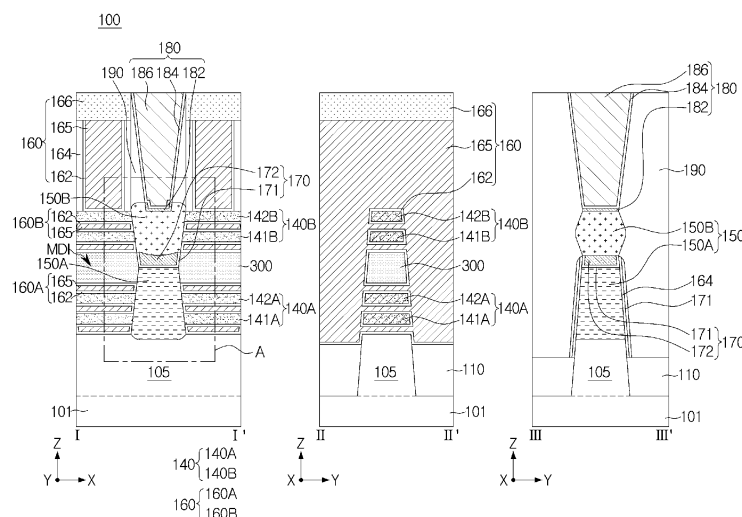 100
180
190 186 184 182
166
160
165
164
162
172
171
170
150B
160B
162
165
MDI
150A
160A
165
162
142B
141B
140B
300
142A
141A
140A
A
105
101
I I'
Z
Y X
140
140A
140B
160
160A
160B
166
165
162
160
142B
141B
140B
300
142A
141A
140A
105
110
101
II II'
Z
X Y
186
184
182
180
190
150B
150A
150
164
171
171
172
170
105
110
101
III III'
Z
Y X